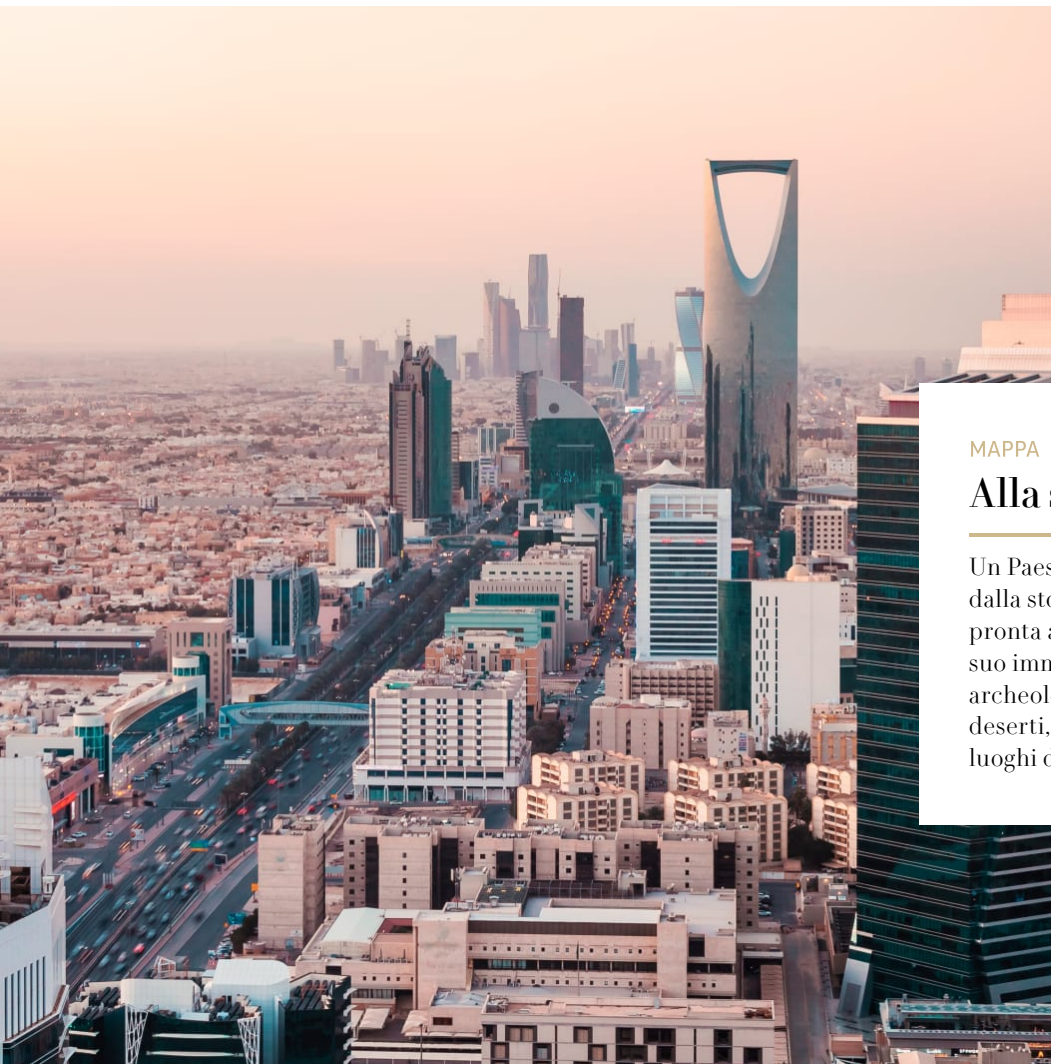 MAPPA
Alla
Un Paes
dalla sto
pronta a
suo imm
archeol
deserti,
luoghi d